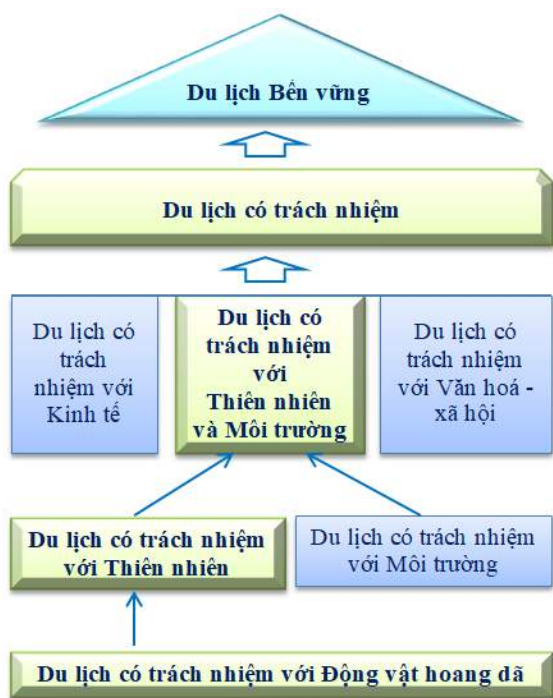 Du lịch Bền vững
Du lịch có trách nhiệm
Du lịch có
trách
nhiệm với
Kinh tế
Du lịch có
trách nhiệm
với
Thiên nhiên
và Môi trường
Du lịch có
trách nhiệm
với Văn hoá -
xã hội
Du lịch có trách nhiệm
với Thiên nhiên
Du lịch có trách nhiệm
với Môi trường
Du lịch có trách nhiệm với Động vật hoang dã